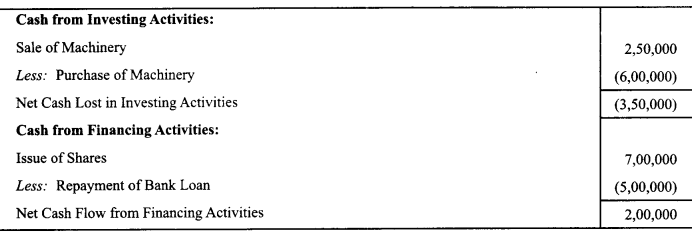 Cash from Investing Activities:
Sale of Machinery 2,50,000
Less: Purchase of Machinery (6,00,000)
Net Cash Lost in Investing Activities (3,50,000)
Cash from Financing Activities:
Issue of Shares 7,00,000
Less: Repayment of Bank Loan (5,00,000)
Net Cash Flow from Financing Activities 2,00,000